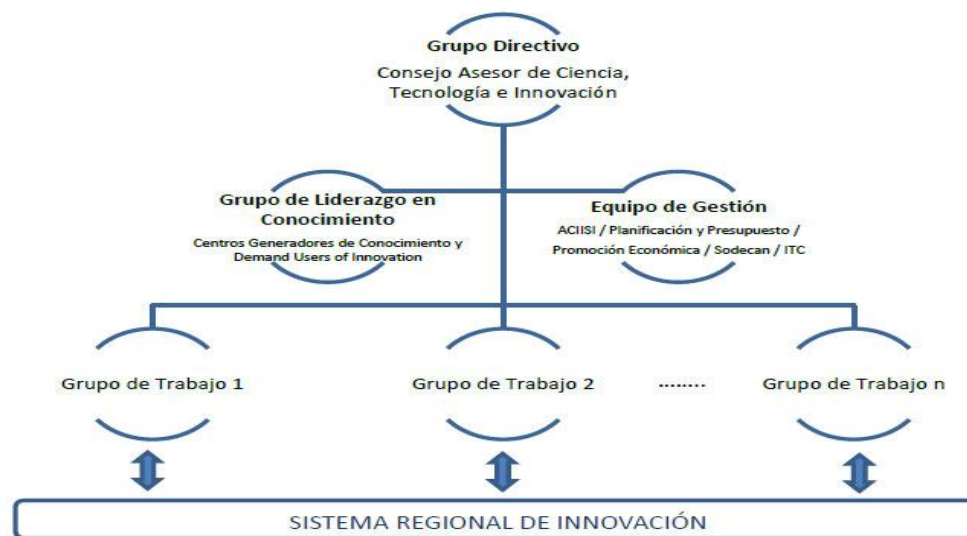 Grupo Directivo
Consejo Asesor de Ciencia,
Tecnología e Innovación
Grupo de Liderazgo en
Conocimiento
Centros Generadores de Conocimiento y
Demand Users of Innovation
Equipo de Gestión
ACIISI / Planificación y Presupuesto /
Promoción Económica / Sodecan / ITC
Grupo de Trabajo 1
Grupo de Trabajo 2
........
Grupo de Trabajo n
SISTEMA REGIONAL DE INNOVACIÓN